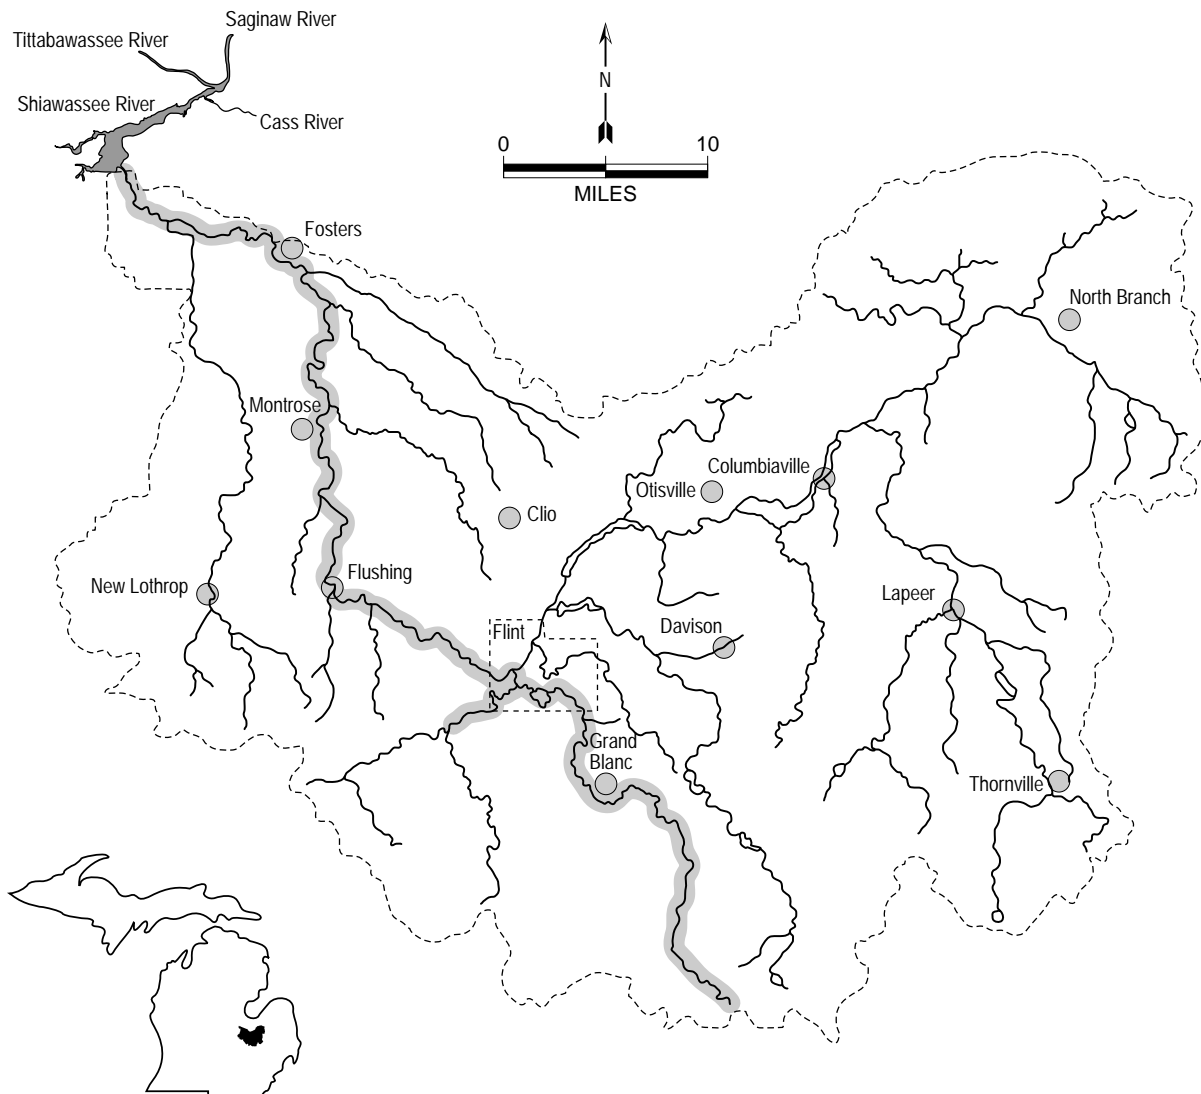 Saginaw River
Tittabawassee River
Shiawassee River
Cass River
N
0
10
MILES
Fosters
North Branch
Montrose
Columbiaville
Otisville
Clio
New Lothrop
Flushing
Lapeer
Flint
Davison
Grand
Blanc
Thornville